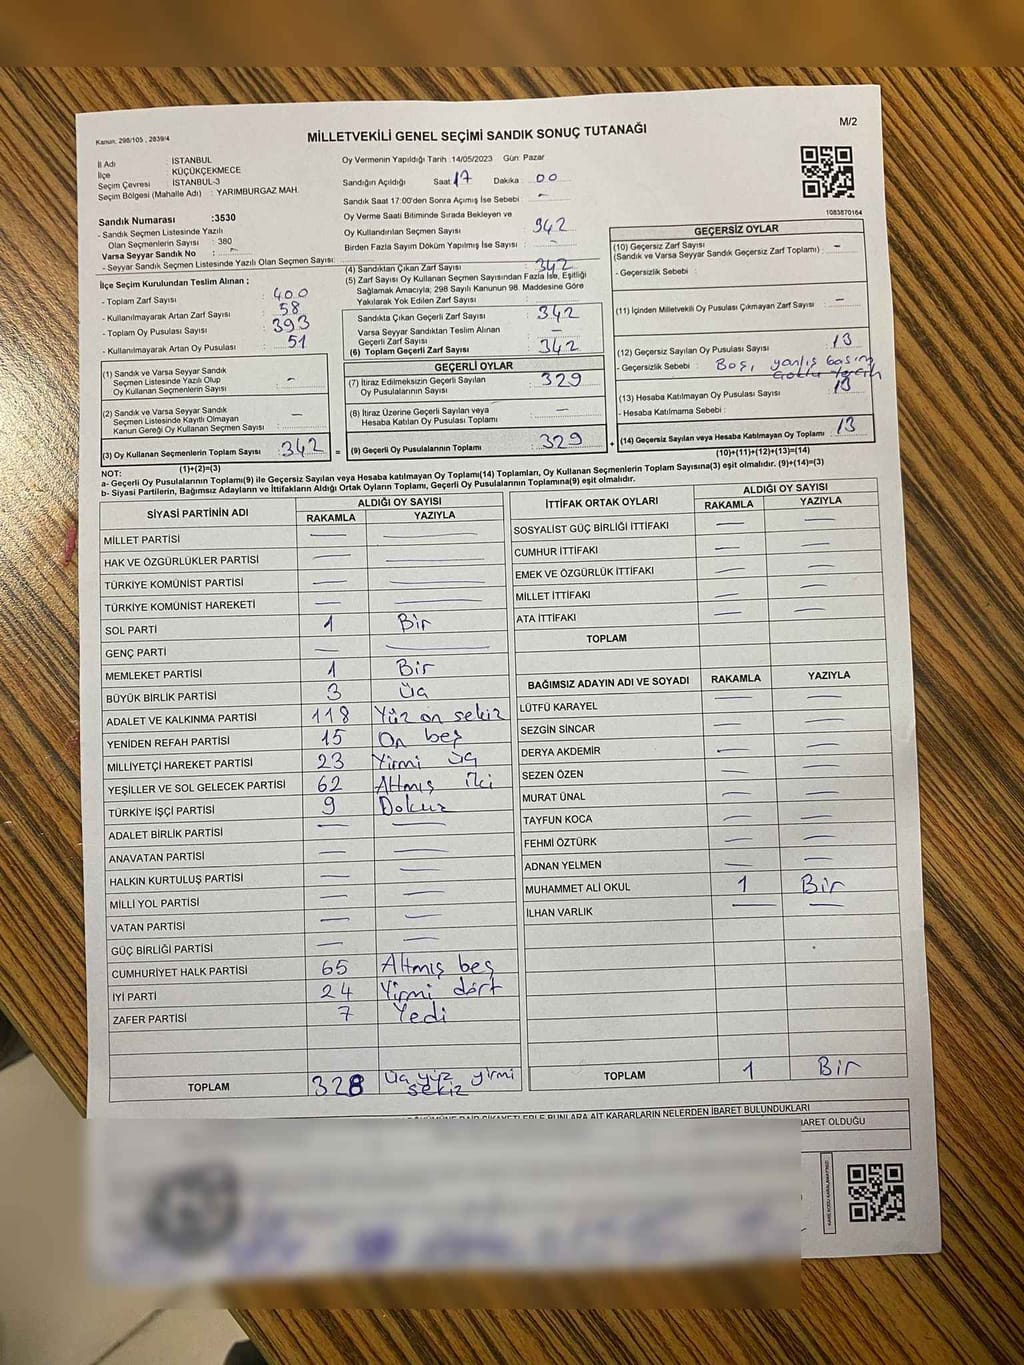 Kanun: 298/105 , 2839/4
MİLLETVEKİLİ GENEL SEÇİMİ SANDIK SONUÇ TUTANAĞI
M/2
İl Adı : İSTANBUL
İlçe : KÜÇÜKÇEKMECE
Seçim Çevresi : İSTANBUL-3
Seçim Bölgesi (Mahalle Adı) : YARIMBURGAZ MAH.
Sandık Numarası :3530
- Sandık Seçmen Listesinde Yazılı
Olan Seçmenlerin Sayısı : 380
Varsa Seyyar Sandık No : -
- Seyyar Sandık Seçmen Listesinde Yazılı Olan Seçmen Sayısı:
İlçe Seçim Kurulundan Teslim Alınan ;
- Toplam Zarf Sayısı : 400
- Kullanılmayarak Artan Zarf Sayısı : 58
- Toplam Oy Pusulası Sayısı : 393
- Kullanılmayarak Artan Oy Pusulası : 51
(1) Sandık ve Varsa Seyyar Sandık
Seçmen Listesinde Yazılı Olup
Oy Kullanan Seçmenlerin Sayısı : -
(2) Sandık ve Varsa Seyyar Sandık
Seçmen Listesinde Kayıtlı Olmayan
Kanun Gereği Oy Kullanan Seçmen Sayısı : —
(3) Oy Kullanan Seçmenlerin Toplam Sayısı : 342
(1)+(2)=(3)
Oy Vermenin Yapıldığı Tarih :14/05/2023 Gün: Pazar
Sandığın Açıldığı Saat : 17 Dakika : 00
Sandık Saat 17:00'den Sonra Açılmış İse Sebebi : -
Oy Verme Saati Bitiminde Sırada Bekleyen ve
Oy Kullandırılan Seçmen Sayısı : 342
Birden Fazla Sayım Döküm Yapılmış İse Sayısı : -
(4) Sandıktan Çıkan Zarf Sayısı : 342
(5) Zarf Sayısı Oy Kullanan Seçmen Sayısından Fazla İse, Eşitliği
Sağlamak Amacıyla; 298 Sayılı Kanunun 98. Maddesine Göre
Yakılarak Yok Edilen Zarf Sayısı :
Sandıkta Çıkan Geçerli Zarf Sayısı : 342
Varsa Seyyar Sandıktan Teslim Alınan
Geçerli Zarf Sayısı : —
(6) Toplam Geçerli Zarf Sayısı : 342
GEÇERLİ OYLAR
(7) İtiraz Edilmeksizin Geçerli Sayılan
Oy Pusulalarının Sayısı : 329
(8) İtiraz Üzerine Geçerli Sayılan veya
Hesaba Katılan Oy Pusulası Toplamı : —
= (9) Geçerli Oy Pusulalarının Toplamı : 329
1083870164
GEÇERSİZ OYLAR
(10) Geçersiz Zarf Sayısı
(Sandık ve Varsa Seyyar Sandık Geçersiz Zarf Toplamı) : -
- Geçersizlik Sebebi :
(11) İçinden Milletvekili Oy Pusulası Çıkmayan Zarf Sayısı : -
(12) Geçersiz Sayılan Oy Pusulası Sayısı : 13
- Geçersizlik Sebebi : Boş, yanlış basım
(13) Hesaba Katılmayan Oy Pusulası Sayısı : 13
- Hesaba Katılmama Sebebi :
+ (14) Geçersiz Sayılan veya Hesaba Katılmayan Oy Toplamı : 13
(10)+(11)+(12)+(13)=(14)
NOT:
a- Geçerli Oy Pusulalarının Toplamı(9) ile Geçersiz Sayılan veya Hesaba katılmayan Oy Toplamı(14) Toplamları, Oy Kullanan Seçmenlerin Toplam Sayısına(3) eşit olmalıdır. (9)+(14)=(3)
b- Siyasi Partilerin, Bağımsız Adayların ve İttifakların Aldığı Ortak Oyların Toplamı, Geçerli Oy Pusulalarının Toplamına(9) eşit olmalıdır.
SİYASİ PARTİNİN ADI ALDIĞI OY SAYISI
RAKAMLA YAZIYLA
MİLLET PARTİSİ — —
HAK VE ÖZGÜRLÜKLER PARTİSİ — —
TÜRKİYE KOMÜNİST PARTİSİ — —
TÜRKİYE KOMÜNİST HAREKETİ — —
SOL PARTİ 1 Bir
GENÇ PARTİ — —
MEMLEKET PARTİSİ 1 Bir
BÜYÜK BİRLİK PARTİSİ 3 Üç
ADALET VE KALKINMA PARTİSİ 118 Yüz on sekiz
YENİDEN REFAH PARTİSİ 15 On beş
MİLLİYETÇİ HAREKET PARTİSİ 23 Yirmi üç
YEŞİLLER VE SOL GELECEK PARTİSİ 62 Altmış iki
TÜRKİYE İŞÇİ PARTİSİ 9 Dokuz
ADALET BİRLİK PARTİSİ — —
ANAVATAN PARTİSİ — —
HALKIN KURTULUŞ PARTİSİ — —
MİLLİ YOL PARTİSİ — —
VATAN PARTİSİ — —
GÜÇ BİRLİĞİ PARTİSİ — —
CUMHURİYET HALK PARTİSİ 65 Altmış beş
İYİ PARTİ 24 Yirmi dört
ZAFER PARTİSİ 7 Yedi
TOPLAM 328 Üç yüz yirmi
sekiz
İTTİFAK ORTAK OYLARI ALDIĞI OY SAYISI
RAKAMLA YAZIYLA
SOSYALİST GÜÇ BİRLİĞİ İTTİFAKI — —
CUMHUR İTTİFAKI — —
EMEK VE ÖZGÜRLÜK İTTİFAKI — —
MİLLET İTTİFAKI — —
ATA İTTİFAKI — —
TOPLAM
BAĞIMSIZ ADAYIN ADI VE SOYADI RAKAMLA YAZIYLA
LÜTFÜ KARAYEL — —
SEZGİN SİNCAR — —
DERYA AKDEMİR — —
SEZEN ÖZEN — —
MURAT ÜNAL — —
TAYFUN KOCA — —
FEHMİ ÖZTÜRK — —
ADNAN YELMEN — —
MUHAMMET ALİ OKUL 1 Bir
İLHAN VARLIK — —
TOPLAM 1 Bir
KARARLARIN NELERDEN İBARET BULUNDUKLARI
OLDUĞU